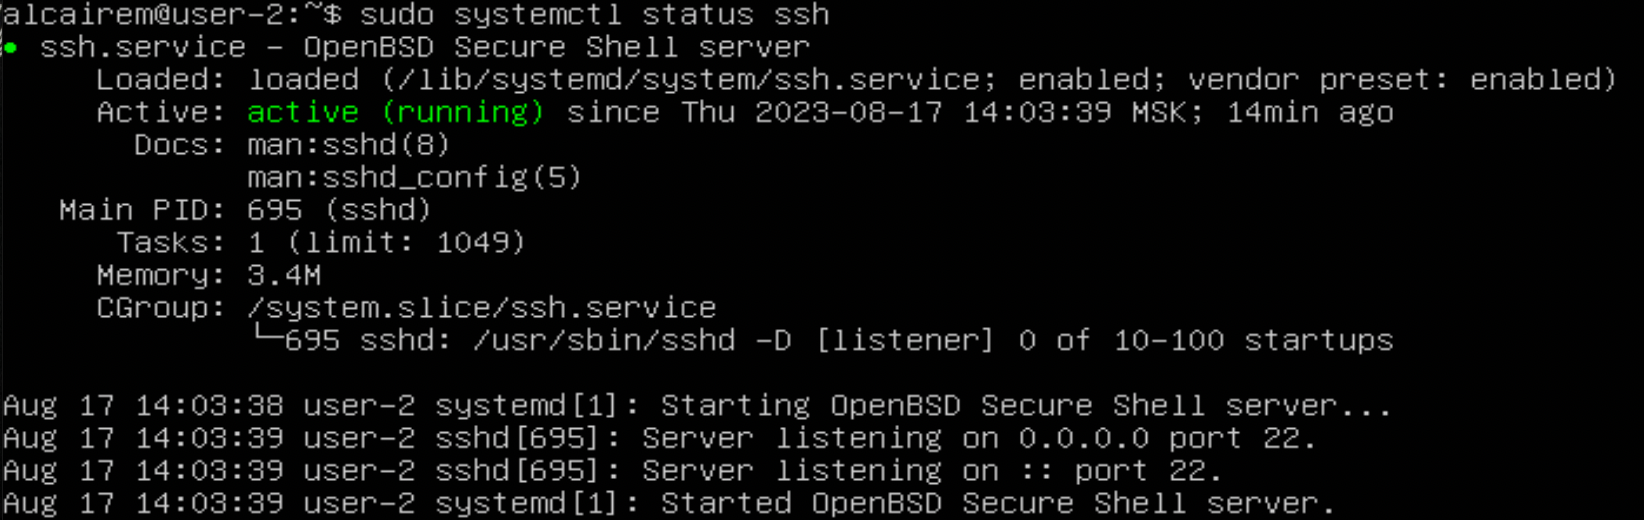 alcairem@user-2:~$ sudo systemctl status ssh
● ssh.service - OpenBSD Secure Shell server
     Loaded: loaded (/lib/systemd/system/ssh.service; enabled; vendor preset: enabled)
     Active: active (running) since Thu 2023-08-17 14:03:39 MSK; 14min ago
       Docs: man:sshd(8)
             man:sshd_config(5)
   Main PID: 695 (sshd)
      Tasks: 1 (limit: 1049)
     Memory: 3.4M
     CGroup: /system.slice/ssh.service
             └─695 sshd: /usr/sbin/sshd -D [listener] 0 of 10-100 startups

Aug 17 14:03:38 user-2 systemd[1]: Starting OpenBSD Secure Shell server...
Aug 17 14:03:39 user-2 sshd[695]: Server listening on 0.0.0.0 port 22.
Aug 17 14:03:39 user-2 sshd[695]: Server listening on :: port 22.
Aug 17 14:03:39 user-2 systemd[1]: Started OpenBSD Secure Shell server.